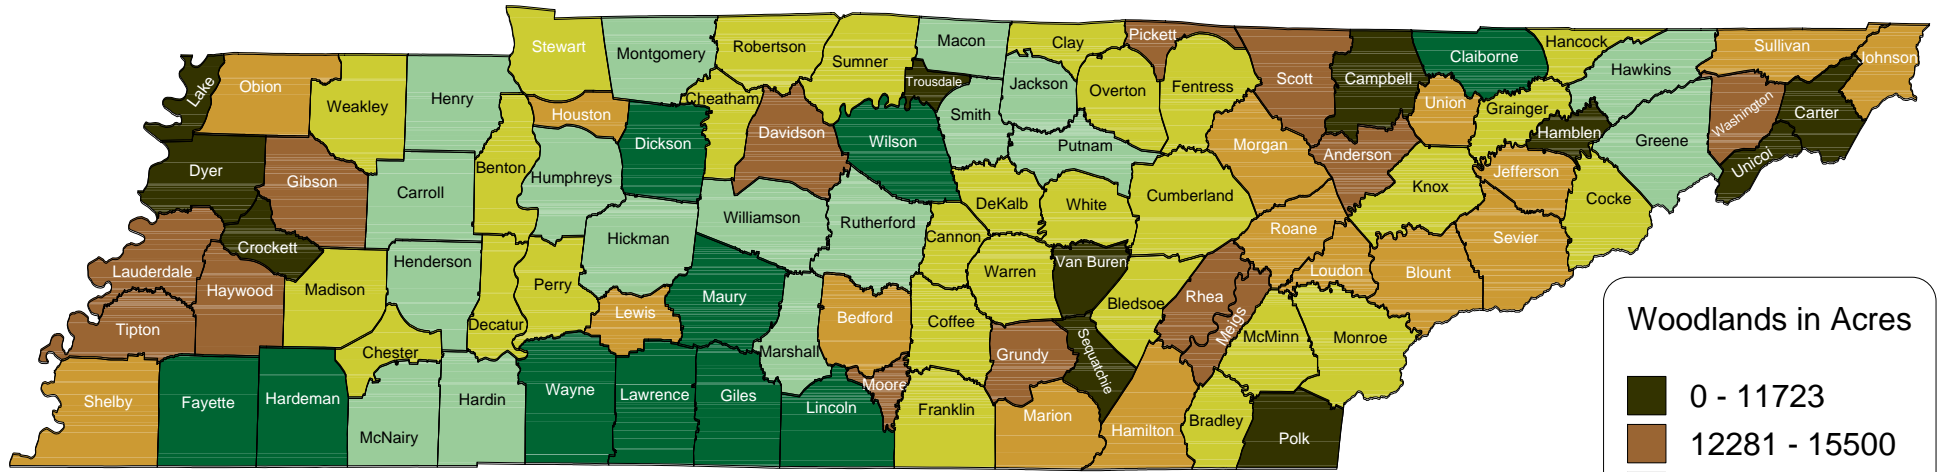 Stewart
Montgomery
Robertson
Sumner
Macon
Clay
Pickett
Scott
Campbell
Claiborne
Hancock
Hawkins
Sullivan
Johnson
Lake
Obion
Weakley
Henry
Houston
Cheatham
Trousdale
Jackson
Overton
Fentress
Union
Grainger
Hamblen
Washington
Carter
Unicoi
Dyer
Gibson
Carroll
Benton
Humphreys
Dickson
Davidson
Wilson
Smith
Putnam
Morgan
Anderson
Knox
Jefferson
Greene
Cocke
Crockett
Lauderdale
Haywood
Madison
Henderson
Decatur
Perry
Hickman
Williamson
Rutherford
Cannon
DeKalb
White
Cumberland
Roane
Loudon
Blount
Sevier
Tipton
Chester
Lewis
Maury
Marshall
Bedford
Coffee
Warren
Van Buren
Bledsoe
Rhea
Meigs
McMinn
Monroe
Shelby
Fayette
Hardeman
McNairy
Hardin
Wayne
Lawrence
Giles
Lincoln
Moore
Franklin
Grundy
Sequatchie
Marion
Hamilton
Bradley
Polk
Woodlands in Acres
0 - 11723
12281 - 15500